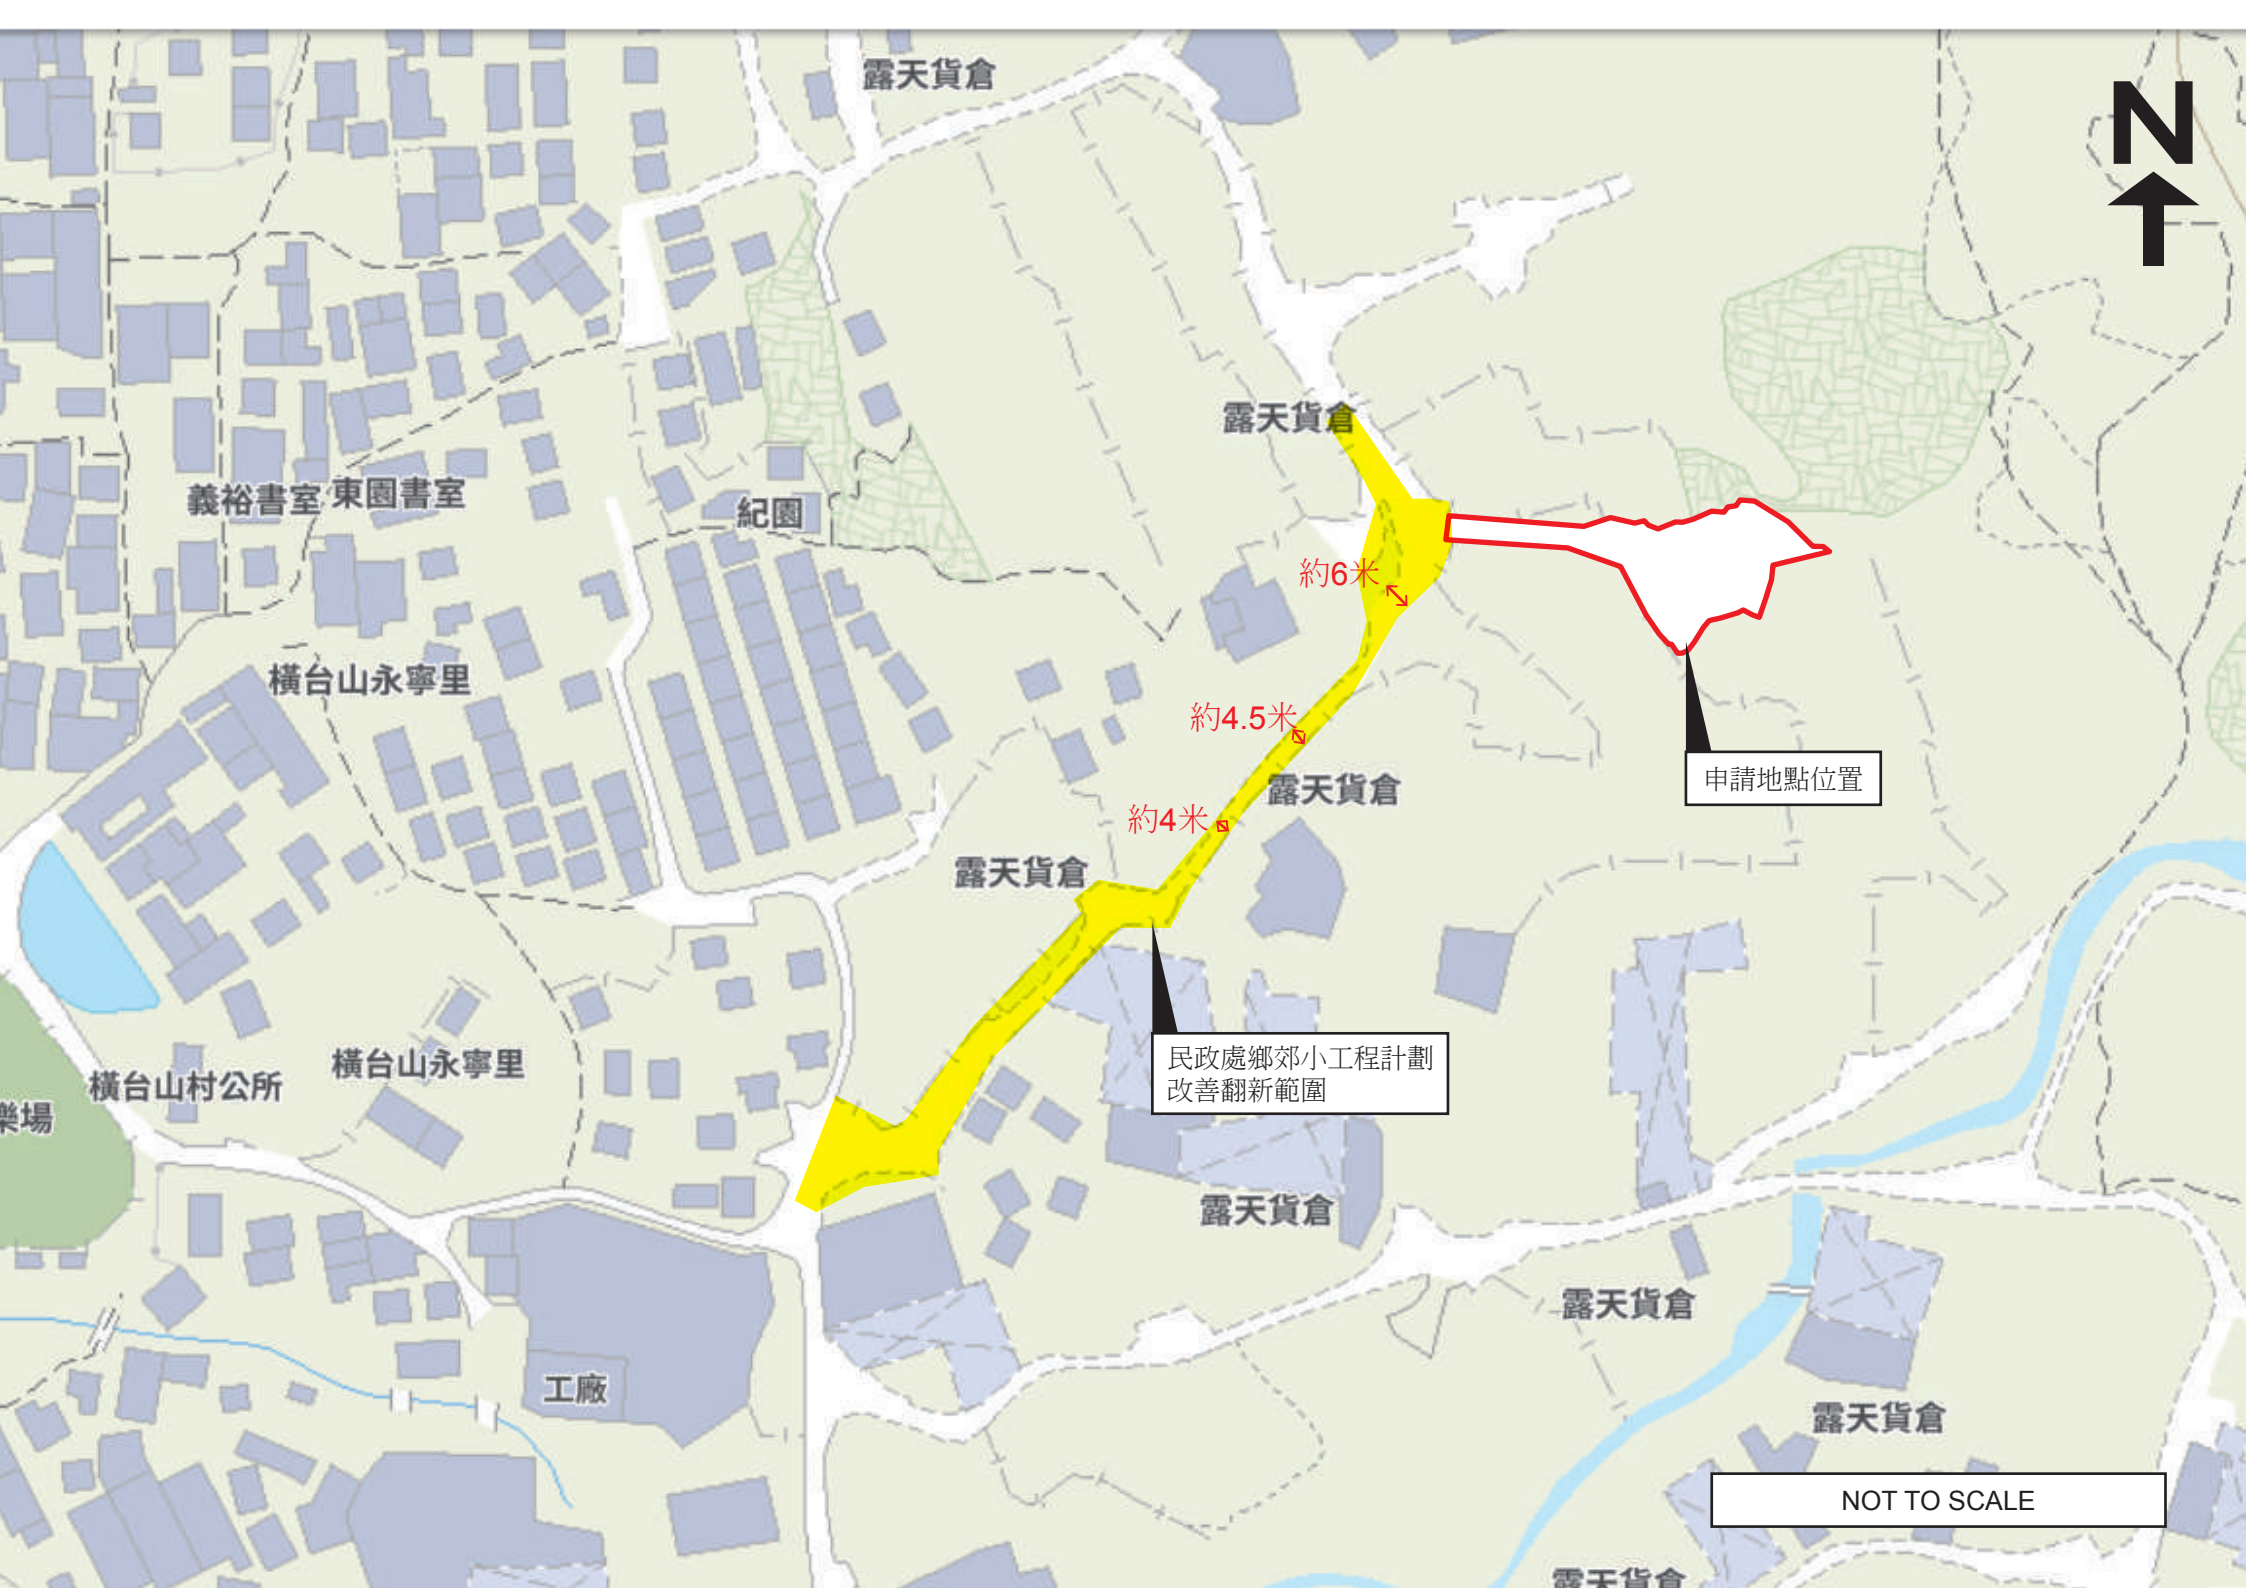 露天貨倉
N
露天貨倉
義裕書室
東園書室
紀園
約6米
橫台山永寧里
約4.5米
申請地點位置
露天貨倉
約4米
露天貨倉
民政處鄉郊小工程計劃
改善翻新範圍
橫台山永寧里
橫台山村公所
樂場
露天貨倉
露天貨倉
工廠
露天貨倉
NOT TO SCALE
露天貨倉